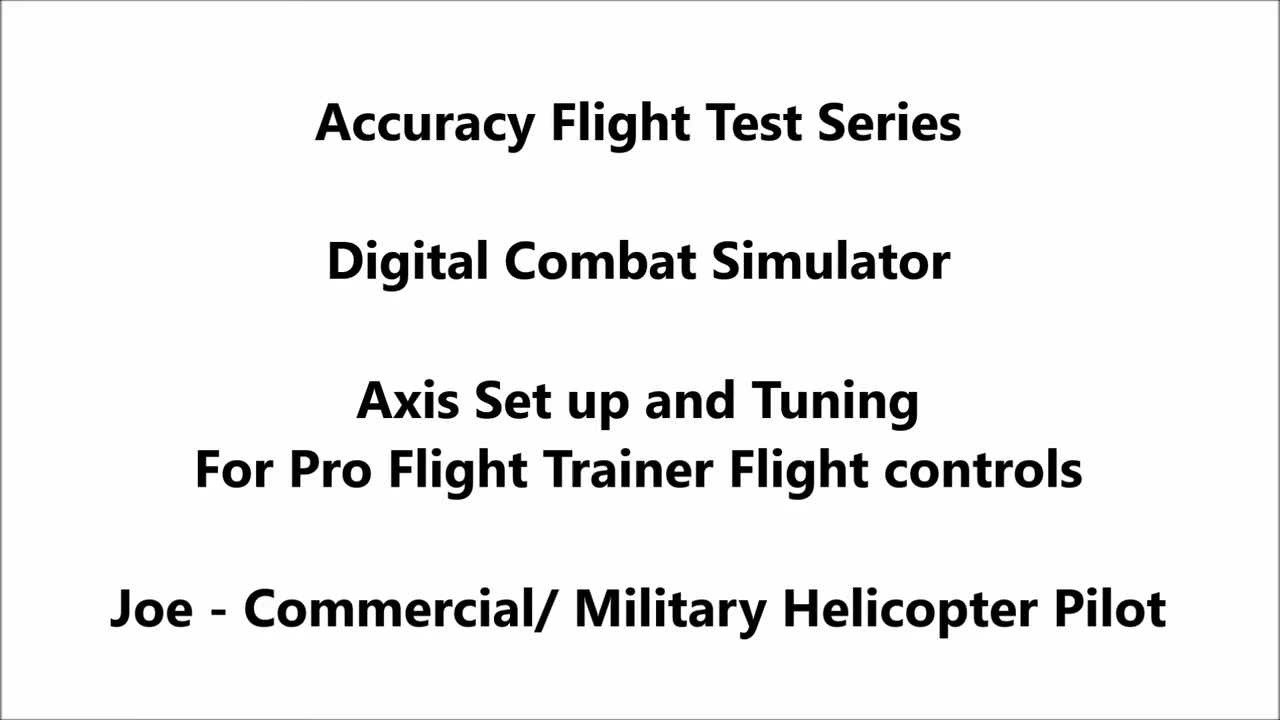 Accuracy Flight Test Series
Digital Combat Simulator
Axis Set up and Tuning
For Pro Flight Trainer Flight controls
Joe - Commercial/ Military Helicopter Pilot